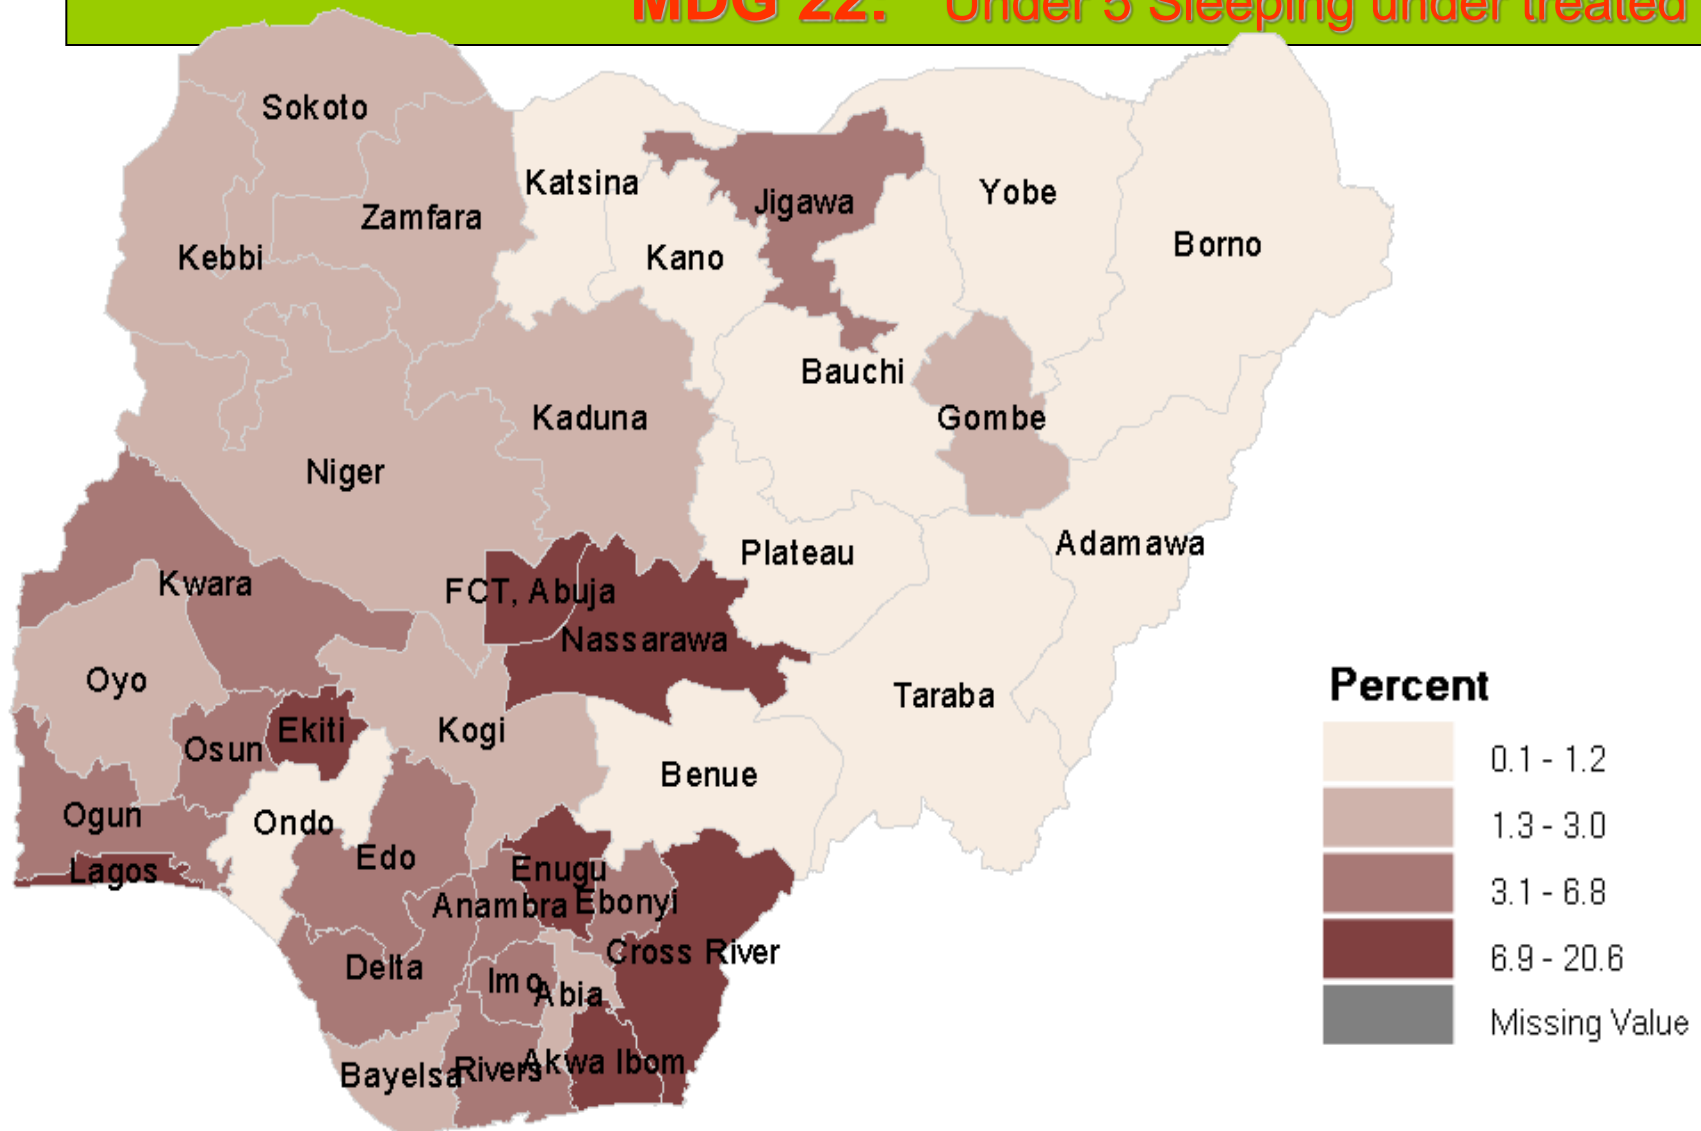 MDG 22: Under 5 Sleeping under treated
Sokoto
Katsina
Jigawa
Yobe
Zamfara
Borno
Kebbi
Kano
Bauchi
Kaduna
Gombe
Niger
Adamawa
Plateau
Kwara
FCT, Abuja
Nassarawa
Oyo
Taraba
Ekiti
Kogi
Osun
Benue
Ogun
Ondo
Edo
Lagos
Enugu
Anambra
Ebonyi
Cross River
Delta
Imo
Abia
Akwa Ibom
Rivers
Bayelsa
Percent
0.1 - 1.2
1.3 - 3.0
3.1 - 6.8
6.9 - 20.6
Missing Value